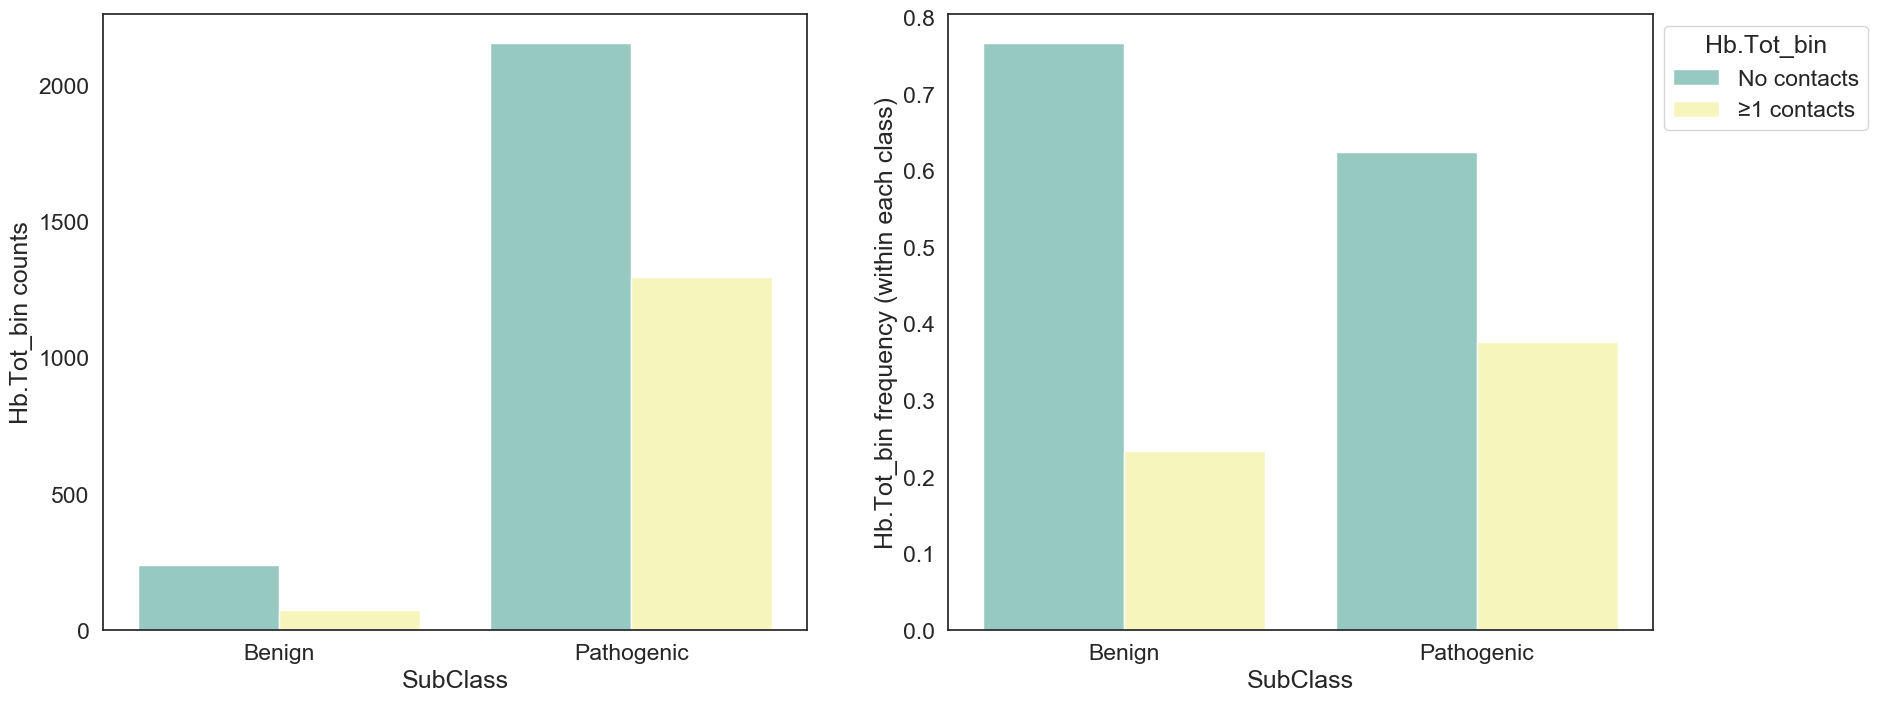 Hb.Tot_bin counts
2000
1500
1000
500
0
Benign
Pathogenic
SubClass
Hb.Tot_bin frequency (within each class)
0.8
0.7
0.6
0.5
0.4
0.3
0.2
0.1
0.0
Benign
Pathogenic
SubClass
Hb.Tot_bin
No contacts
≥1 contacts